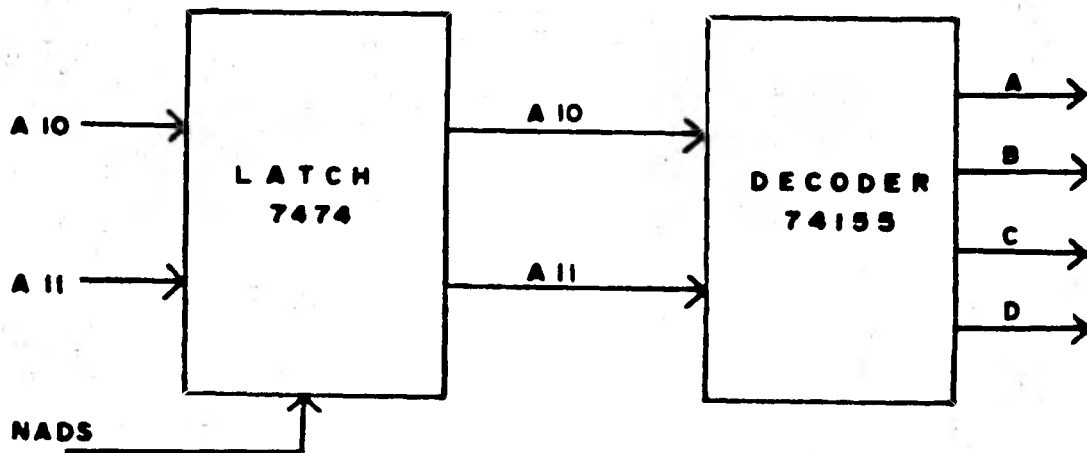 A 10
A 11
NADS
LATCH
7474
A 10
A 11
DECODER
74155
A
B
C
D